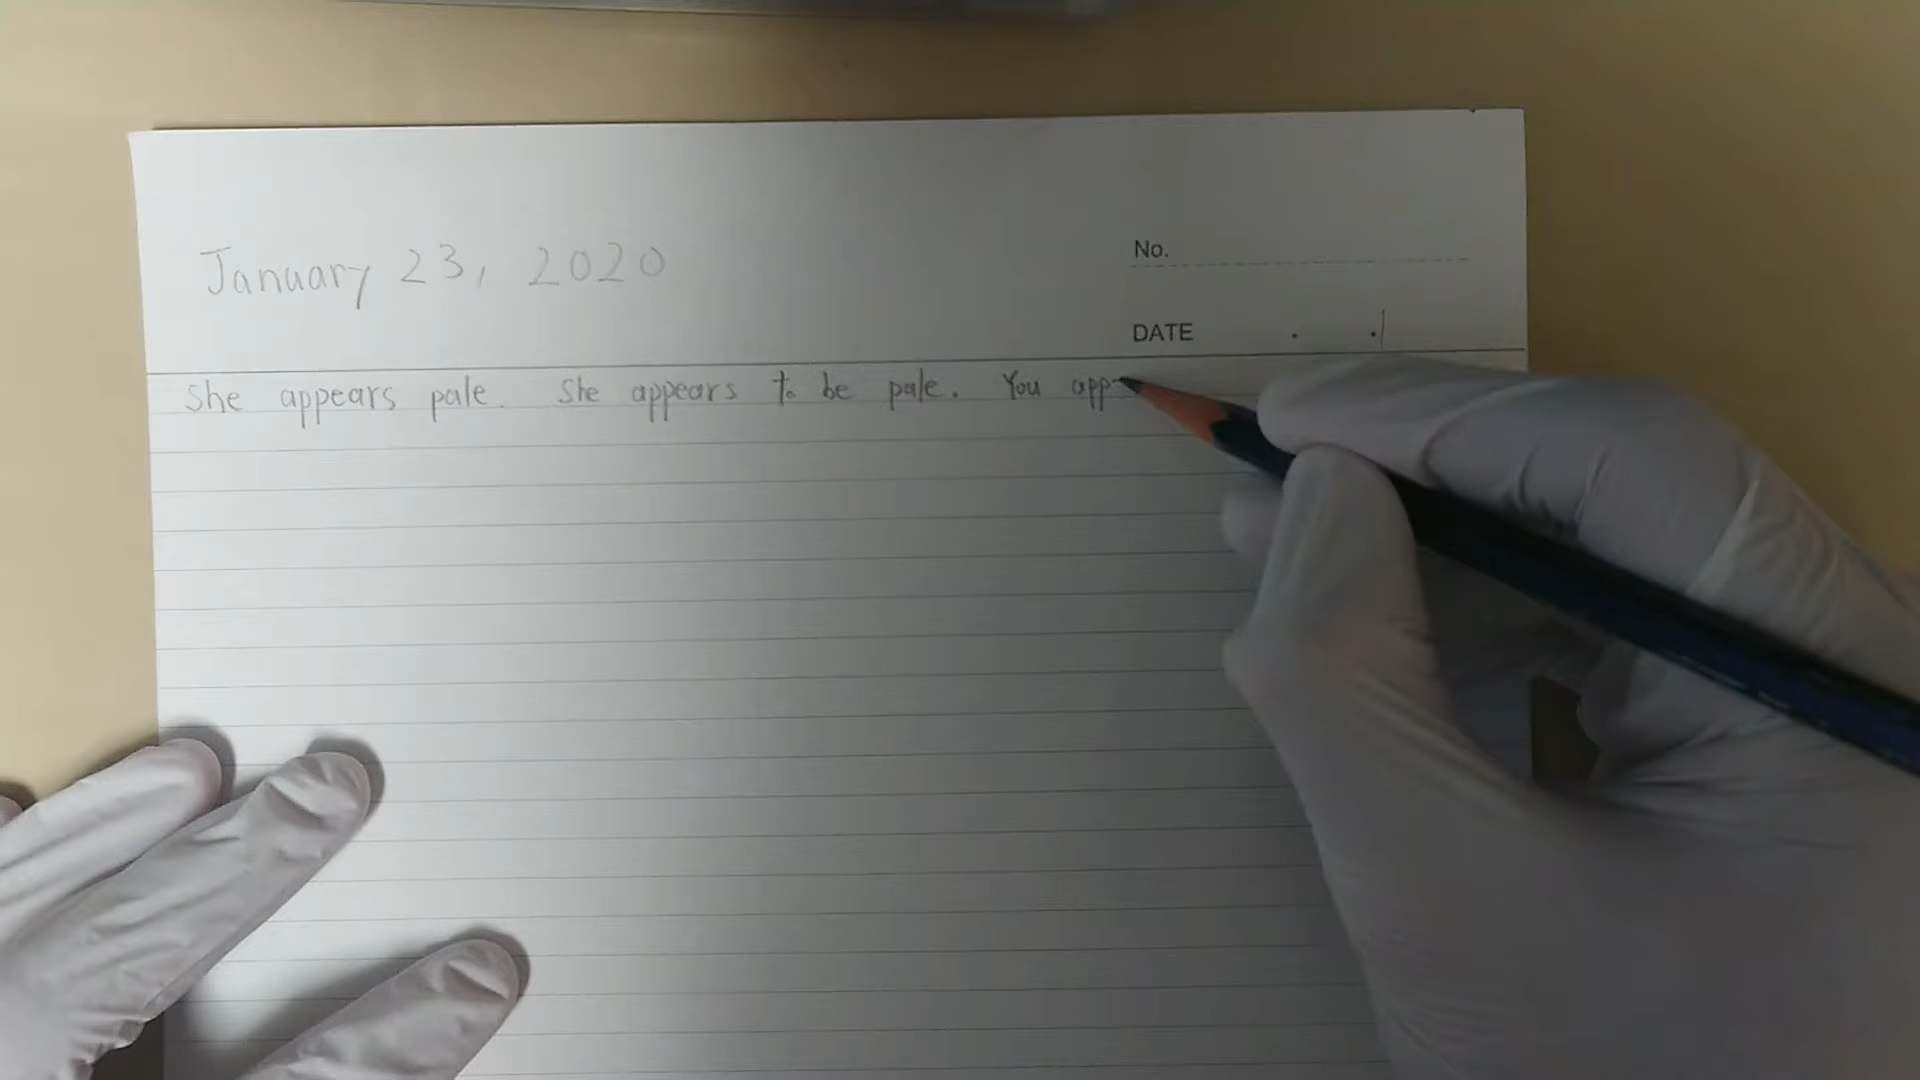 No.
January 23, 2020
DATE . .
She appears pale. She appears to be pale. You app